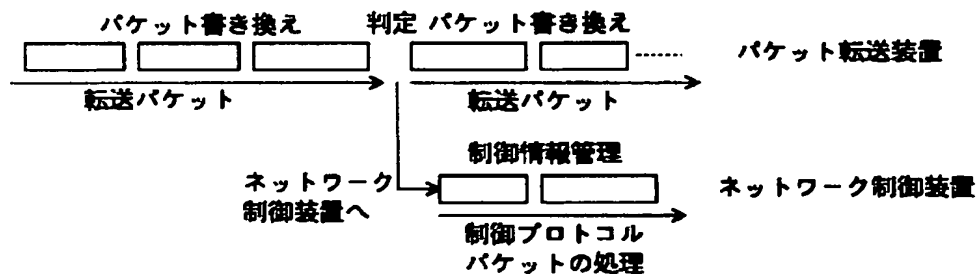 パケット書き換え 判定 パケット書き換え
パケット転送装置
転送パケット 転送パケット
制御情報管理
ネットワーク
制御装置へ
ネットワーク制御装置
制御プロトコル
パケットの処理